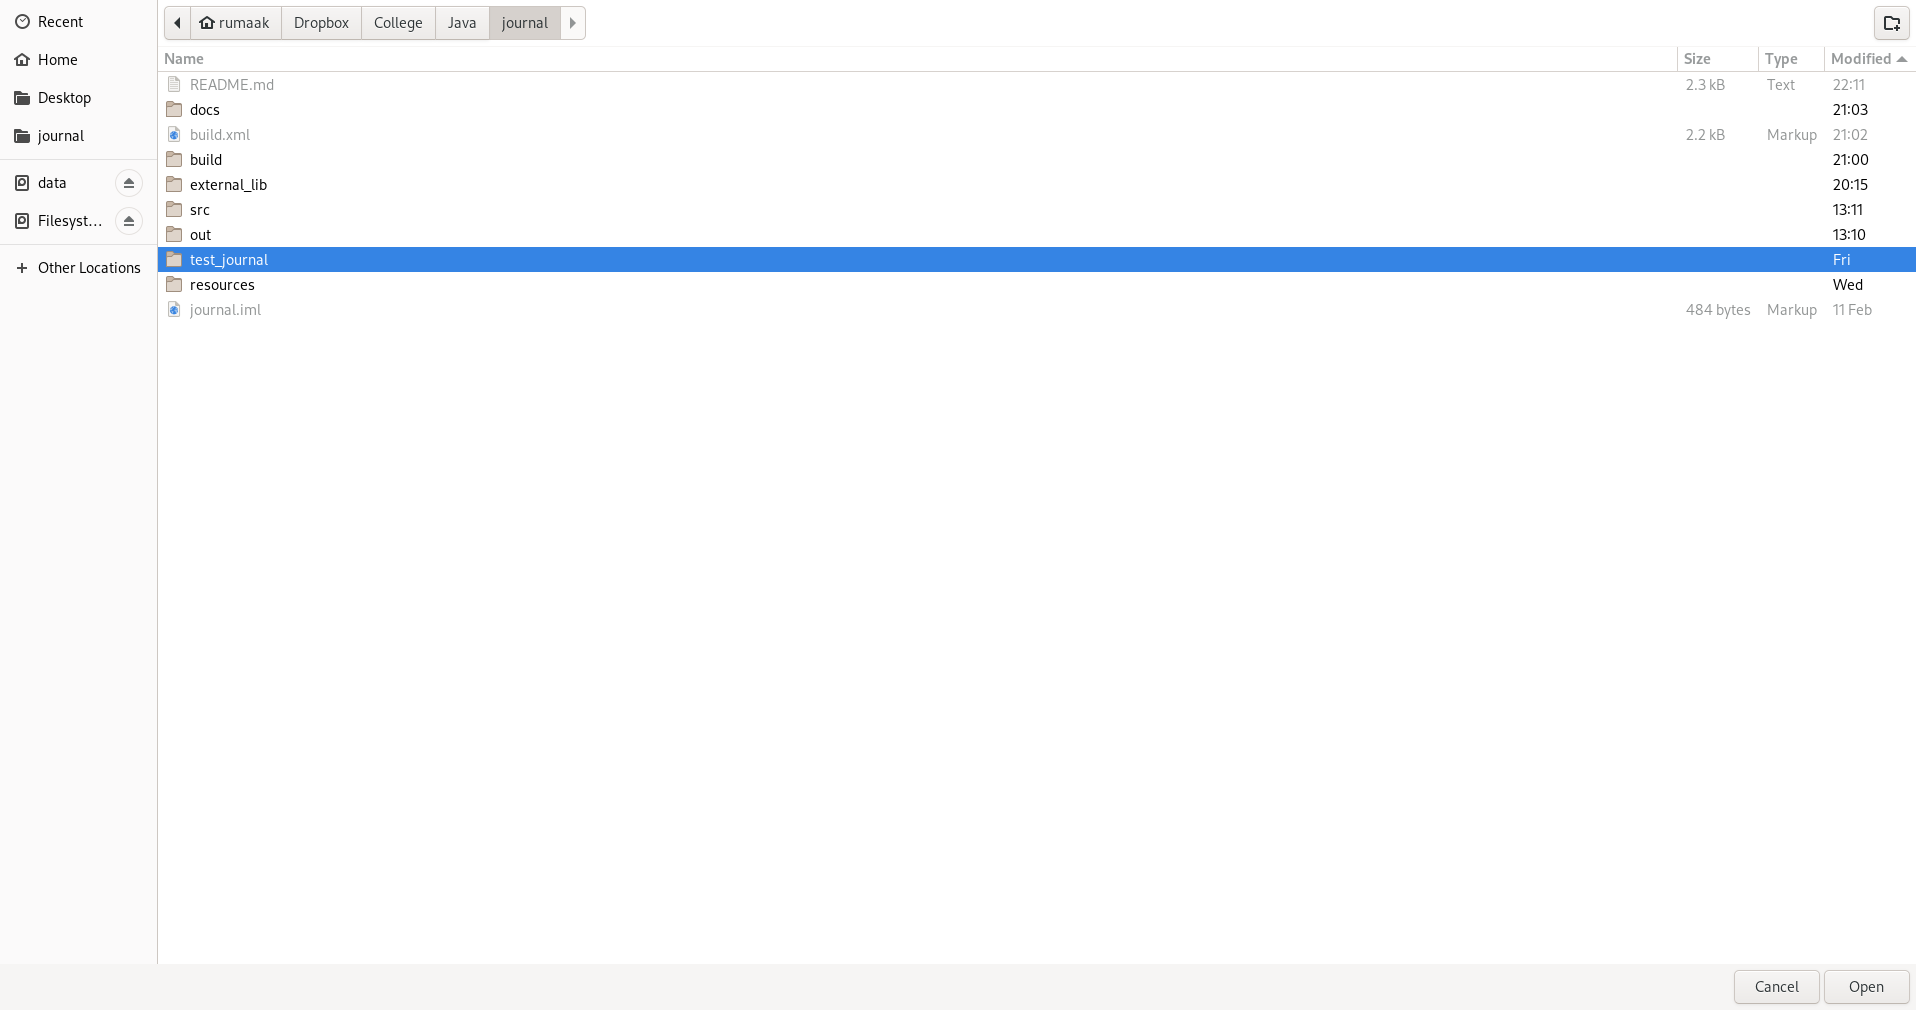 Recent
Home
Desktop
journal
data
Filesyst...
Other Locations
rumaak Dropbox College Java journal
Name Size Type Modified
README.md 2.3 kB Text 22:11
docs 21:03
build.xml 2.2 kB Markup 21:02
build 21:00
external_lib 20:15
src 13:11
out 13:10
test_journal Fri
resources Wed
journal.iml 484 bytes Markup 11 Feb
Cancel Open